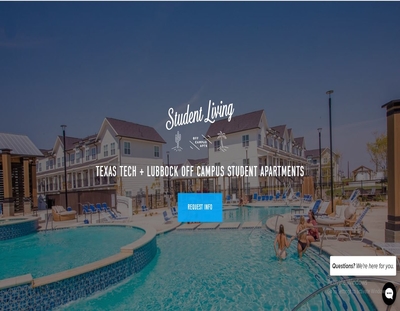 Student Living
TEXAS TECH + LUBBOCK OFF CAMPUS STUDENT APARTMENTS
REQUEST INFO
Questions? We're here for you.